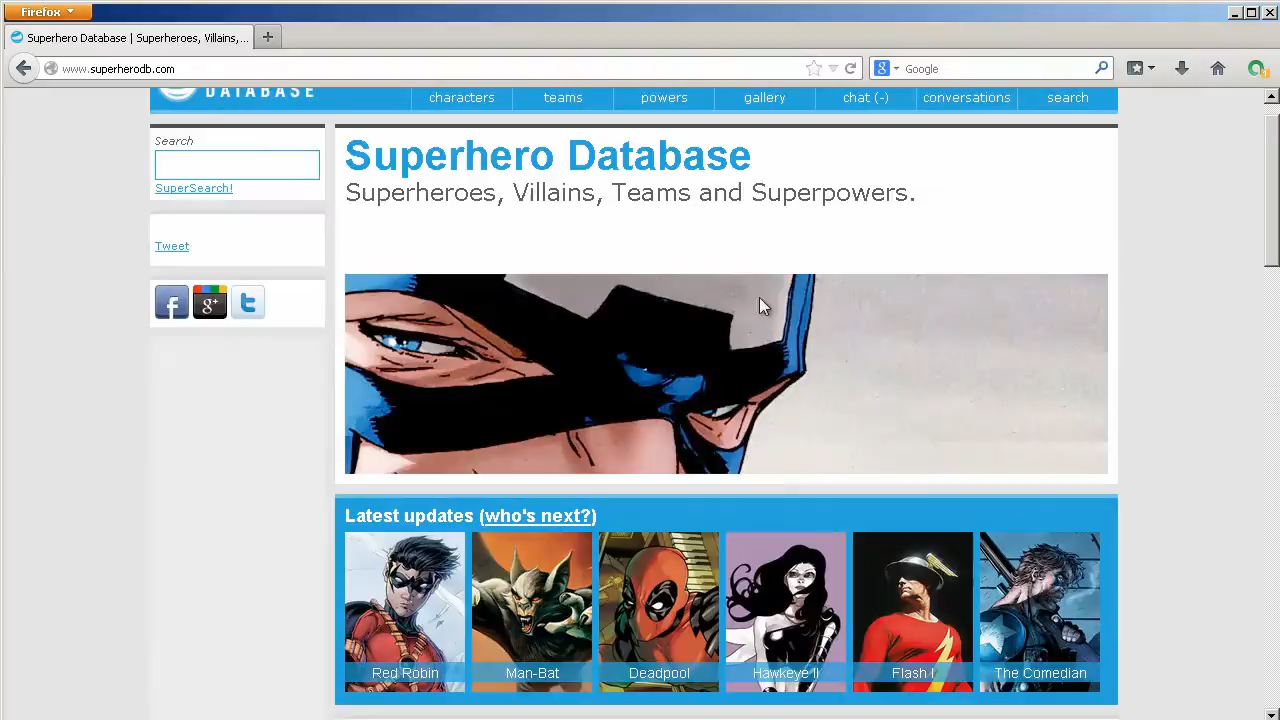 Firefox
Superhero Database | Superheroes, Villains,...
www.superherodb.com
Google
DATABASE
characters
teams
powers
gallery
chat (-)
conversations
search
Search
SuperSearch!
Tweet
Superhero Database
Superheroes, Villains, Teams and Superpowers.
Latest updates (who's next?)
Red Robin
Man-Bat
Deadpool
Hawkeye II
Flash I
The Comedian